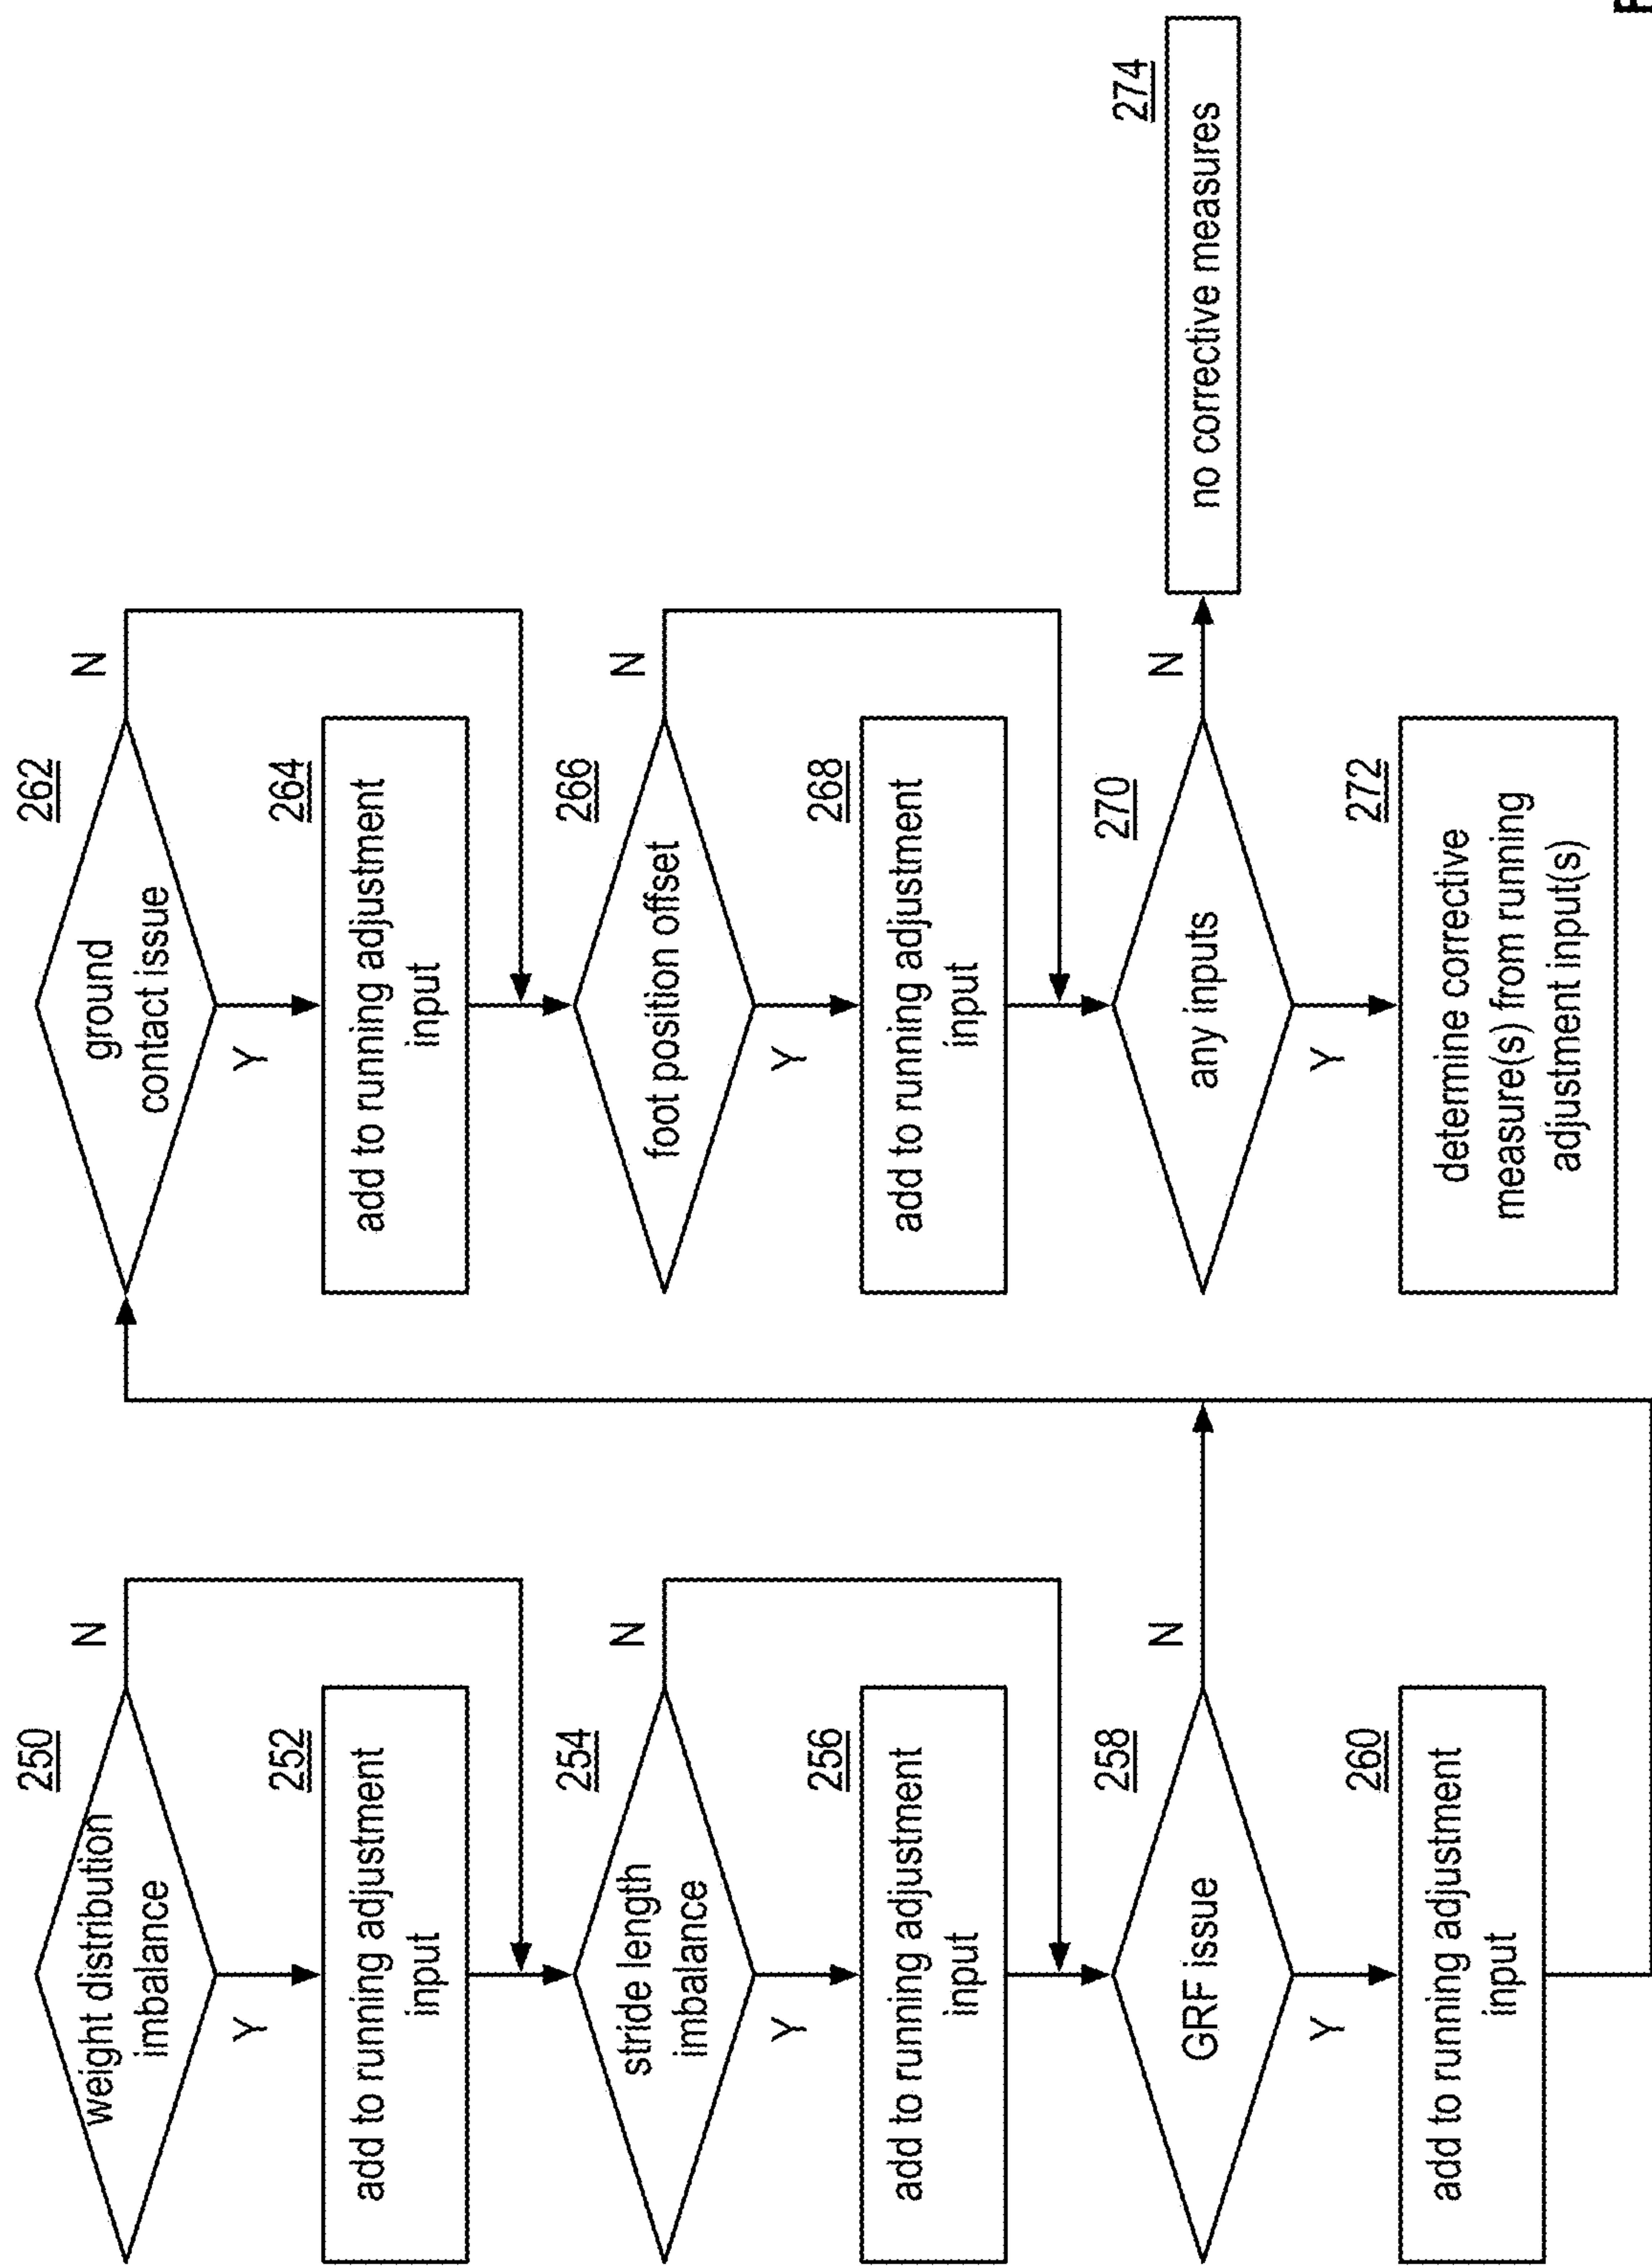 250
weight distribution
imbalance
N
Y
252
add to running adjustment
input
254
stride length
imbalance
N
Y
256
add to running adjustment
input
258
GRF issue
N
Y
260
add to running adjustment
input
262
ground
contact issue
N
Y
264
add to running adjustment
input
266
foot position offset
N
Y
268
add to running adjustment
input
270
any inputs
N
Y
272
determine corrective
measure(s) from running
adjustment input(s)
274
no corrective measures